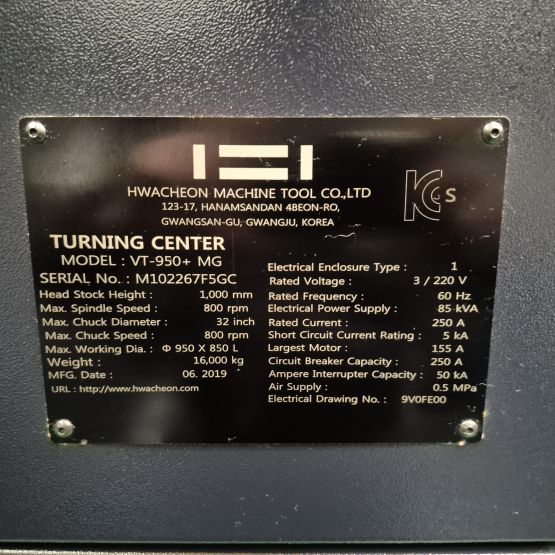 HWACHEON MACHINE TOOL CO.,LTD
123-17, HANAMSANDAN 4BEON-RO,
GWANGSAN-GU, GWANGJU, KOREA
KCs
TURNING CENTER
MODEL : VT-950+ MG
SERIAL No. : M102267F5GC
Head Stock Height : 1,000 mm
Max. Spindle Speed : 800 rpm
Max. Chuck Diameter : 32 inch
Max. Chuck Speed : 800 rpm
Max. Working Dia. : Φ 950 X 850 L
Weight : 16,000 kg
MFG. Date : 06. 2019
URL : http://www.hwacheon.com
Electrical Enclosure Type : 1
Rated Voltage : 3 / 220 V
Rated Frequency : 60 Hz
Electrical Power Supply : 85 kVA
Rated Current : 250 A
Short Circuit Current Rating : 5 kA
Largest Motor : 155 A
Circuit Breaker Capacity : 250 A
Ampere Interrupter Capacity : 50 kA
Air Supply : 0.5 MPa
Electrical Drawing No. : 9V0FE00